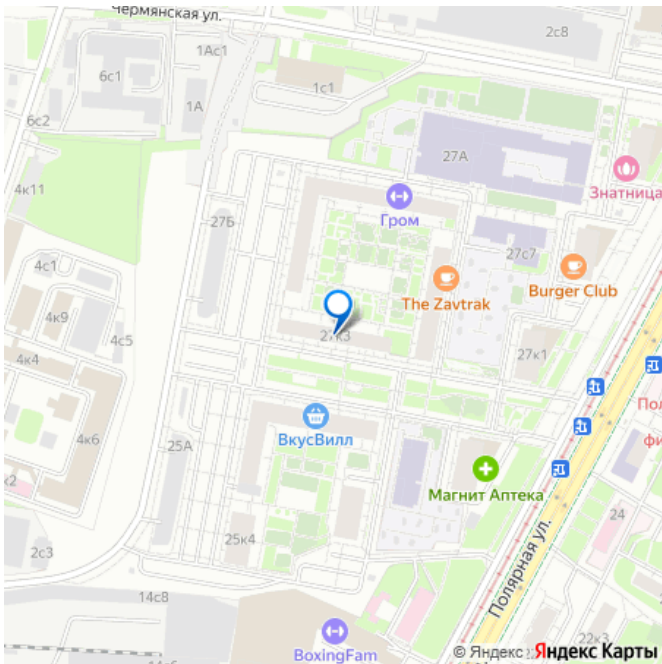 Чермянская ул.
2с8
1Ас1
6с1
1с1
1А
6с2
27А
4к11
Знатница
Гром
27Б
27с7
4с1
The Zavtrak
Burger Club
4к9
27к3
4с5
27к1
4к4
ВкусВилл
25А
4к6
Магнит Аптека
24
Полярная ул.
25к4
2с3
14с8
22к3
BoxingFam
© Яндекс Яндекс Карты